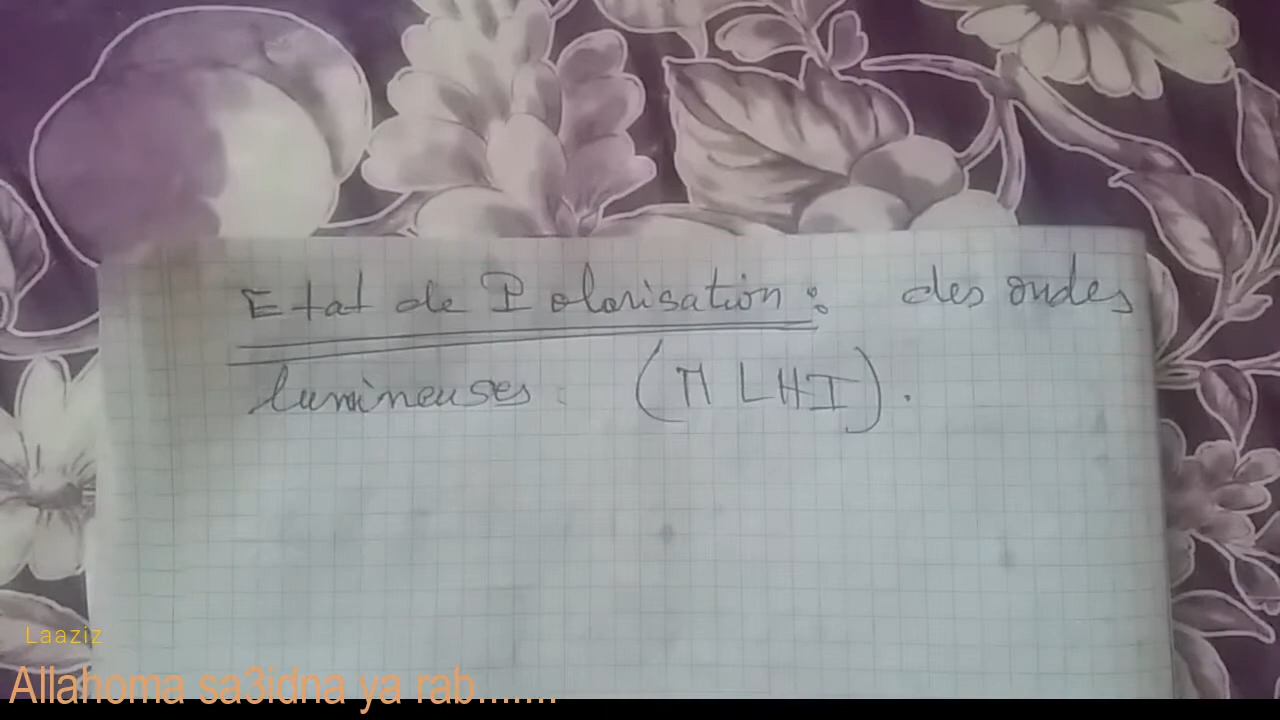 Etat de Polarisation : des ondes
lumineuses : (MLHI).
Laaziz
Allahoma sa3idna ya rab.......